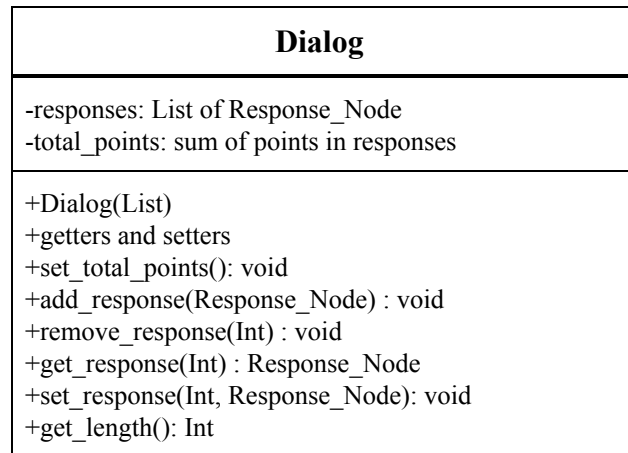 Dialog
-responses: List of Response_Node
-total_points: sum of points in responses
+Dialog(List)
+getters and setters
+set_total_points(): void
+add_response(Response_Node) : void
+remove_response(Int) : void
+get_response(Int) : Response_Node
+set_response(Int, Response_Node): void
+get_length(): Int